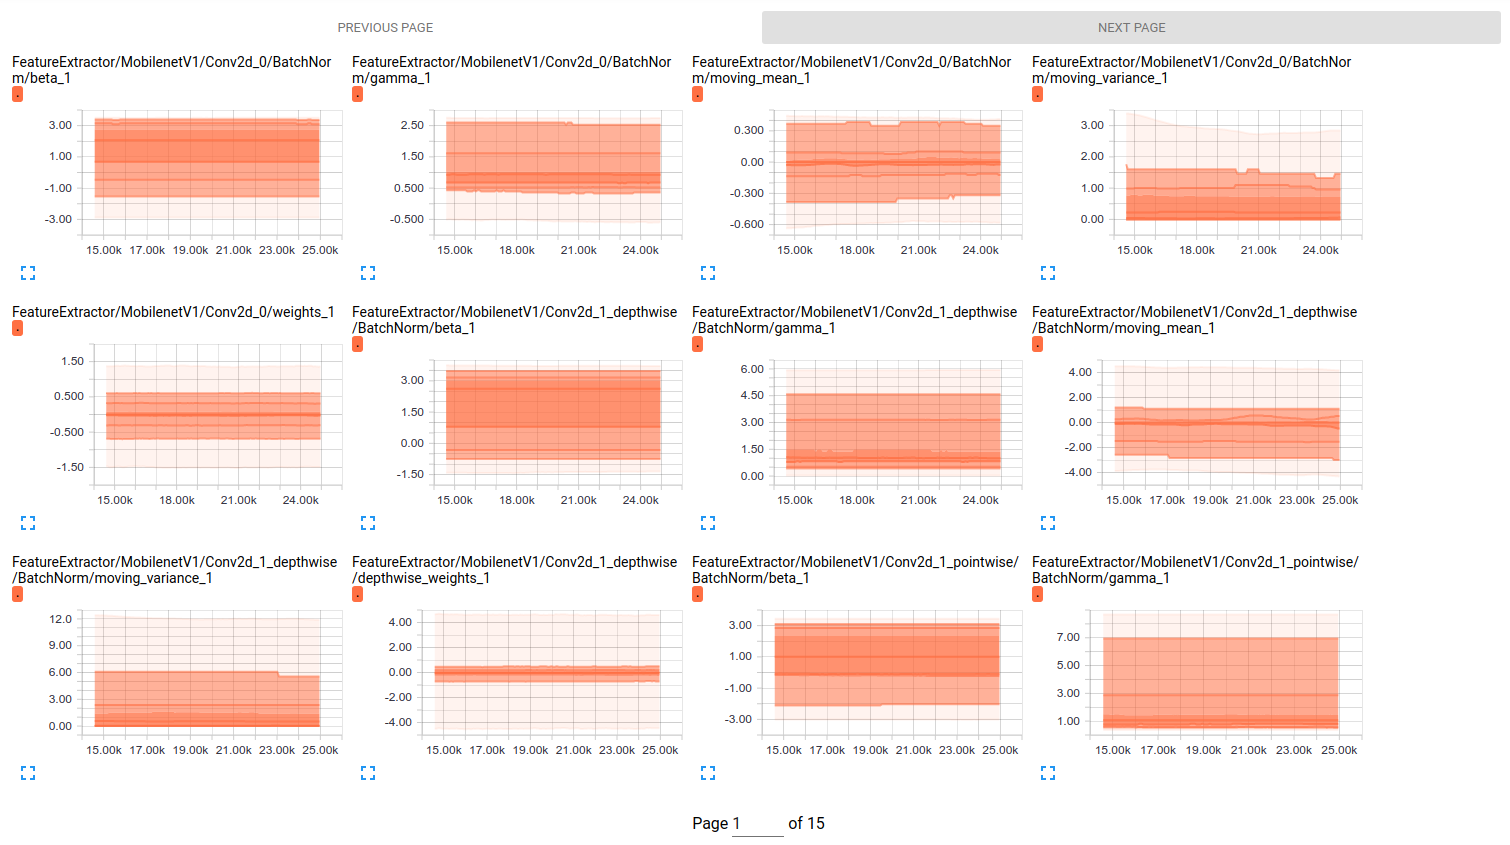 PREVIOUS PAGE
NEXT PAGE
FeatureExtractor/MobilenetV1/Conv2d_0/BatchNor
m/beta_1
.
3.00
1.00
-1.00
-3.00
15.00k 17.00k 19.00k 21.00k 23.00k 25.00k
FeatureExtractor/MobilenetV1/Conv2d_0/BatchNor
m/gamma_1
.
2.50
1.50
0.500
-0.500
15.00k 18.00k 21.00k 24.00k
FeatureExtractor/MobilenetV1/Conv2d_0/BatchNor
m/moving_mean_1
.
0.300
0.00
-0.300
-0.600
15.00k 18.00k 21.00k 24.00k
FeatureExtractor/MobilenetV1/Conv2d_0/BatchNor
m/moving_variance_1
.
3.00
2.00
1.00
0.00
15.00k 18.00k 21.00k 24.00k
FeatureExtractor/MobilenetV1/Conv2d_0/weights_1
.
1.50
0.500
-0.500
-1.50
15.00k 18.00k 21.00k 24.00k
FeatureExtractor/MobilenetV1/Conv2d_1_depthwise
/BatchNorm/beta_1
.
3.00
1.50
0.00
-1.50
15.00k 18.00k 21.00k 24.00k
FeatureExtractor/MobilenetV1/Conv2d_1_depthwise
/BatchNorm/gamma_1
.
6.00
4.50
3.00
1.50
0.00
15.00k 18.00k 21.00k 24.00k
FeatureExtractor/MobilenetV1/Conv2d_1_depthwise
/BatchNorm/moving_mean_1
.
4.00
2.00
0.00
-2.00
-4.00
15.00k 17.00k 19.00k 21.00k 23.00k 25.00k
FeatureExtractor/MobilenetV1/Conv2d_1_depthwise
/BatchNorm/moving_variance_1
.
12.0
9.00
6.00
3.00
0.00
15.00k 17.00k 19.00k 21.00k 23.00k 25.00k
FeatureExtractor/MobilenetV1/Conv2d_1_depthwise
/depthwise_weights_1
.
4.00
2.00
0.00
-2.00
-4.00
15.00k 17.00k 19.00k 21.00k 23.00k 25.00k
FeatureExtractor/MobilenetV1/Conv2d_1_pointwise/
BatchNorm/beta_1
.
3.00
1.00
-1.00
-3.00
15.00k 17.00k 19.00k 21.00k 23.00k 25.00k
FeatureExtractor/MobilenetV1/Conv2d_1_pointwise/
BatchNorm/gamma_1
.
7.00
5.00
3.00
1.00
15.00k 17.00k 19.00k 21.00k 23.00k 25.00k
Page 1 of 15